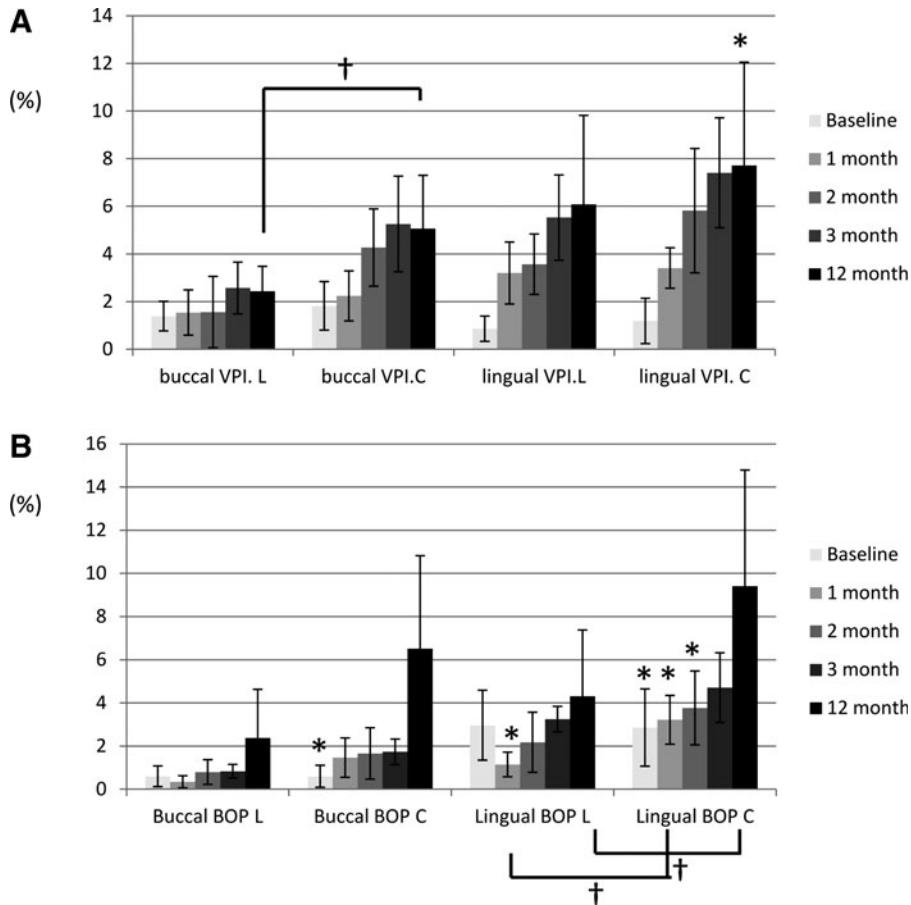 A
(%)
14
12
10
8
6
4
2
0
†
*
buccal VPI. L
buccal VPI.C
lingual VPI.L
lingual VPI. C
Baseline
1 month
2 month
3 month
12 month
B
(%)
16
14
12
10
8
6
4
2
0
*
*
*
*
*
Buccal BOP L
Buccal BOP C
Lingual BOP L
Lingual BOP C
Baseline
1 month
2 month
3 month
12 month
†
†